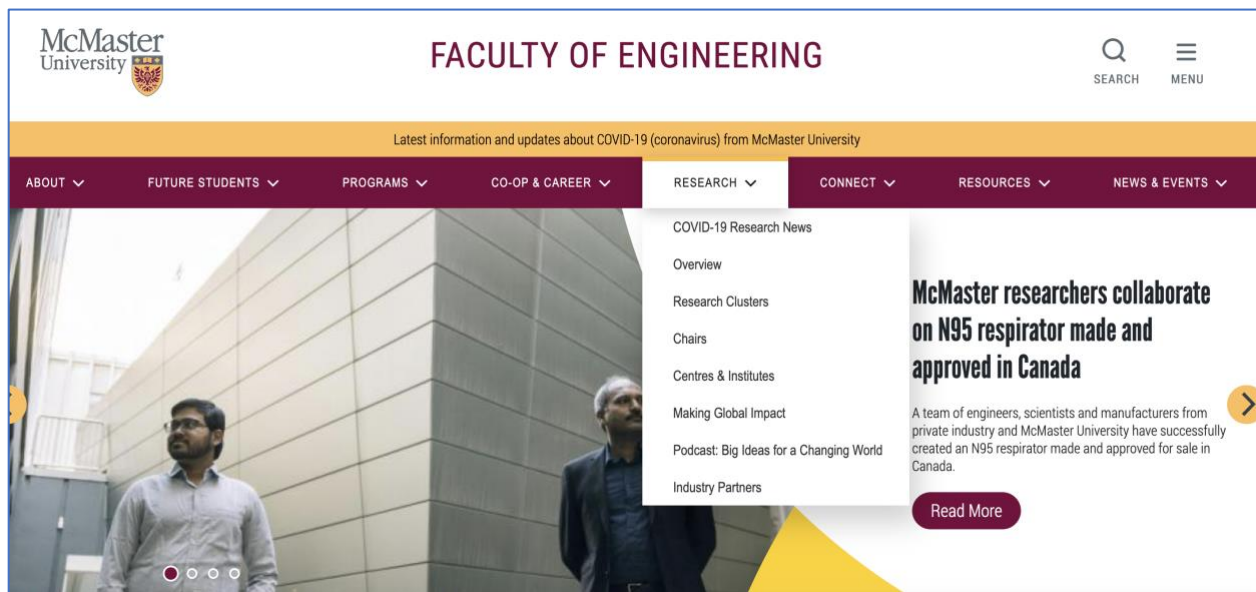 McMaster
University
FACULTY OF ENGINEERING
SEARCH
MENU
Latest information and updates about COVID-19 (coronavirus) from McMaster University
ABOUT
FUTURE STUDENTS
PROGRAMS
CO-OP & CAREER
RESEARCH
CONNECT
RESOURCES
NEWS & EVENTS
COVID-19 Research News
Overview
Research Clusters
Chairs
Centres & Institutes
Making Global Impact
Podcast: Big Ideas for a Changing World
Industry Partners
McMaster researchers collaborate
on N95 respirator made and
approved in Canada
A team of engineers, scientists and manufacturers from
private industry and McMaster University have successfully
created an N95 respirator made and approved for sale in
Canada.
Read More